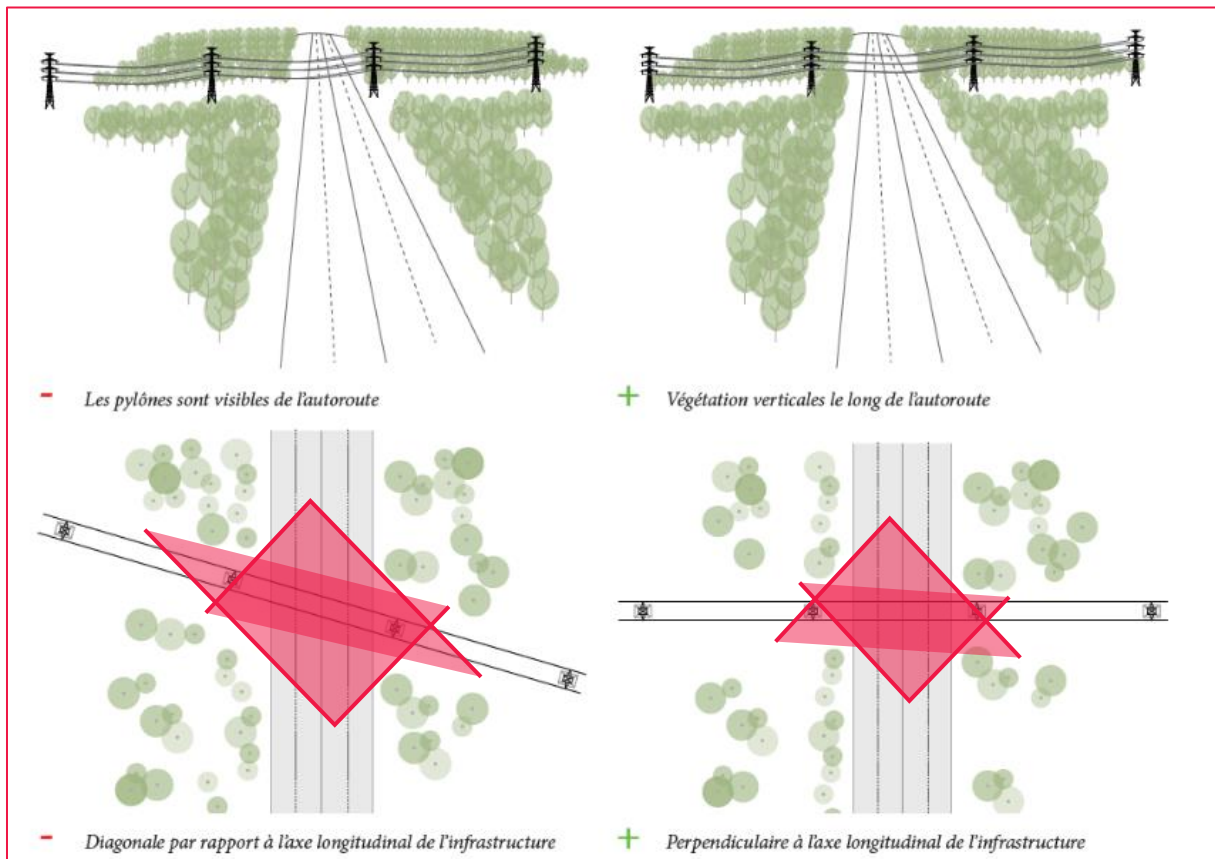 - Les pylônes sont visibles de l'autoroute
+ Végétation verticales le long de l'autoroute
- Diagonale par rapport à l'axe longitudinal de l'infrastructure
+ Perpendiculaire à l'axe longitudinal de l'infrastructure